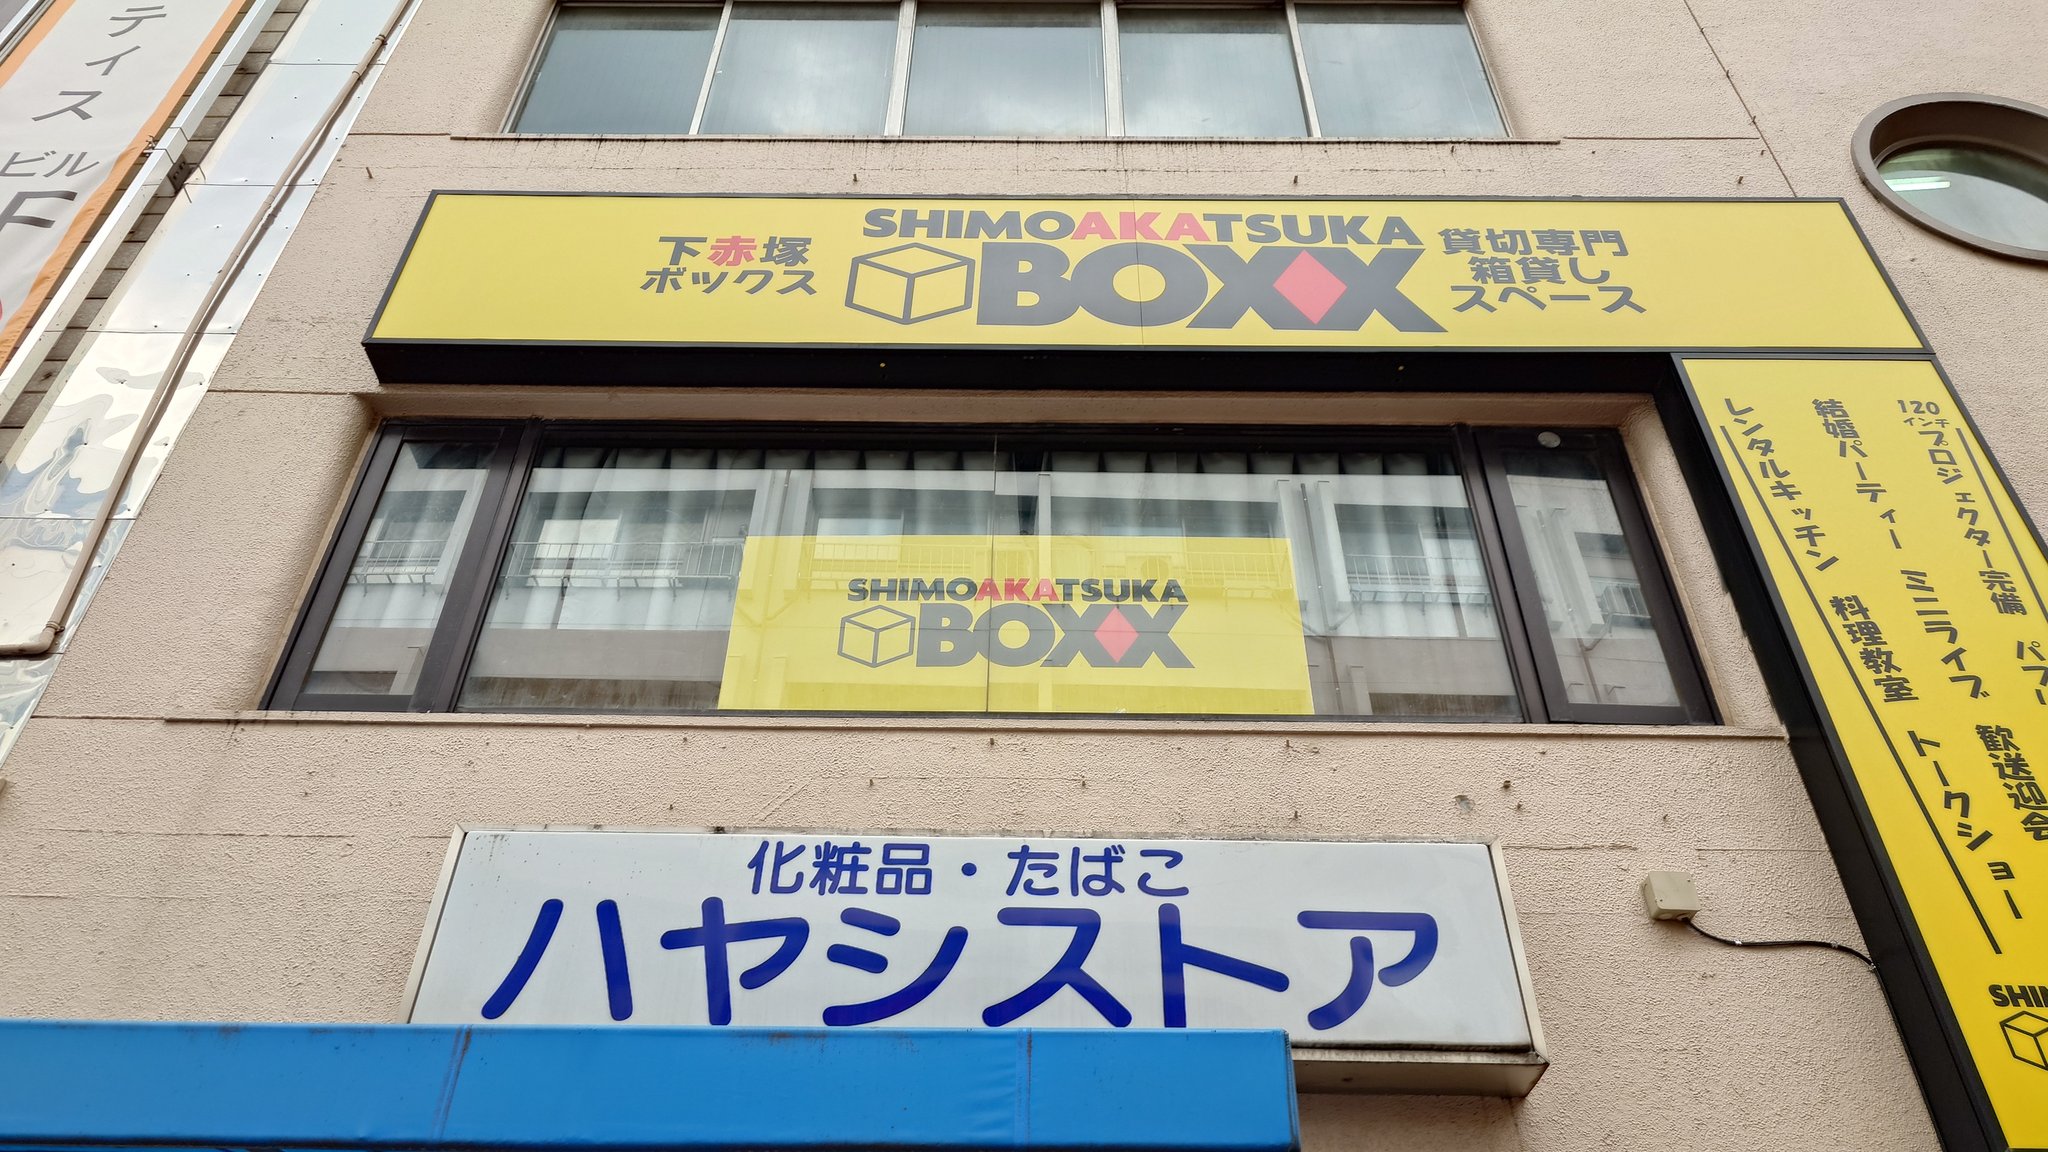 ティス
ビル
F
SHIMOAKATSUKA
BOXX
下赤塚
ボックス
貸切専門
箱貸し
スペース
SHIMOAKATSUKA
BOXX
120インチプロジェクター完備
歓送迎会
結婚パーティー ミニライブ トークショー
レンタルキッチン 料理教室
化粧品・たばこ
ハヤシストア